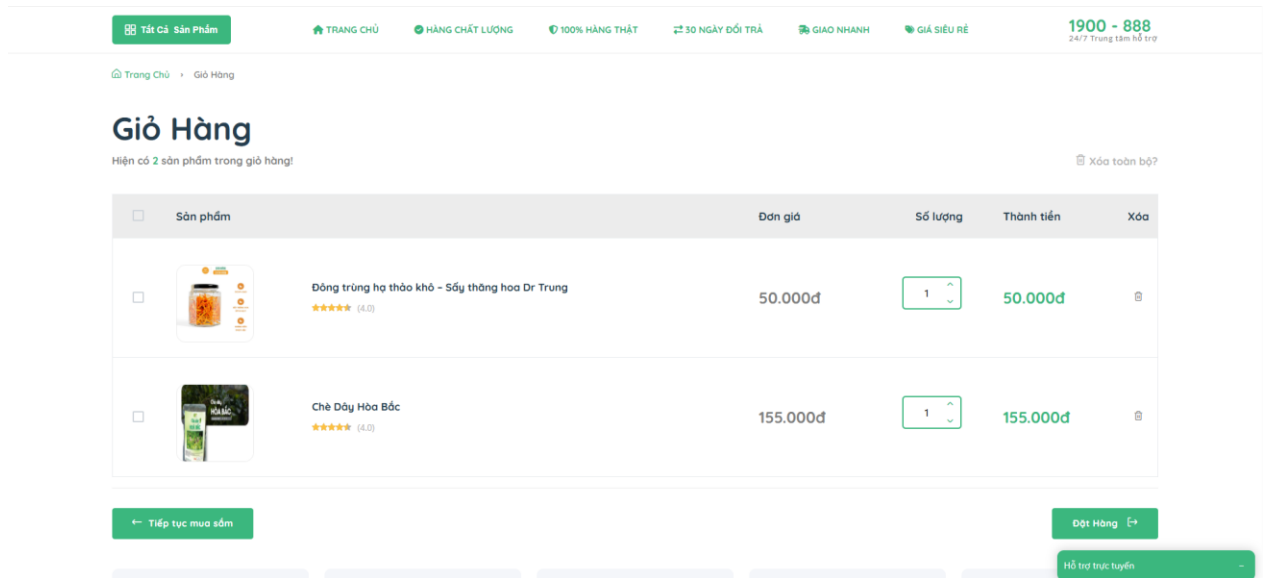 Tất Cả Sản Phẩm
TRANG CHỦ
HÀNG CHẤT LƯỢNG
100% HÀNG THẬT
30 NGÀY ĐỔI TRẢ
GIAO NHANH
GIÁ SIÊU RẺ
1900 - 888
24/7 Trung tâm hỗ trợ
Trang Chủ › Giỏ Hàng
Giỏ Hàng
Hiện có 2 sản phẩm trong giỏ hàng!
Xóa toàn bộ?
Sản phẩm Đơn giá Số lượng Thành tiền Xóa
Đông trùng hạ thảo khô – Sấy thăng hoa Dr Trung
(4.0)
50.000đ 1 50.000đ
HÒA BẮC
Chè Dây Hòa Bắc
(4.0)
155.000đ 1 155.000đ
← Tiếp tục mua sắm
Đặt Hàng
Hỗ trợ trực tuyến –